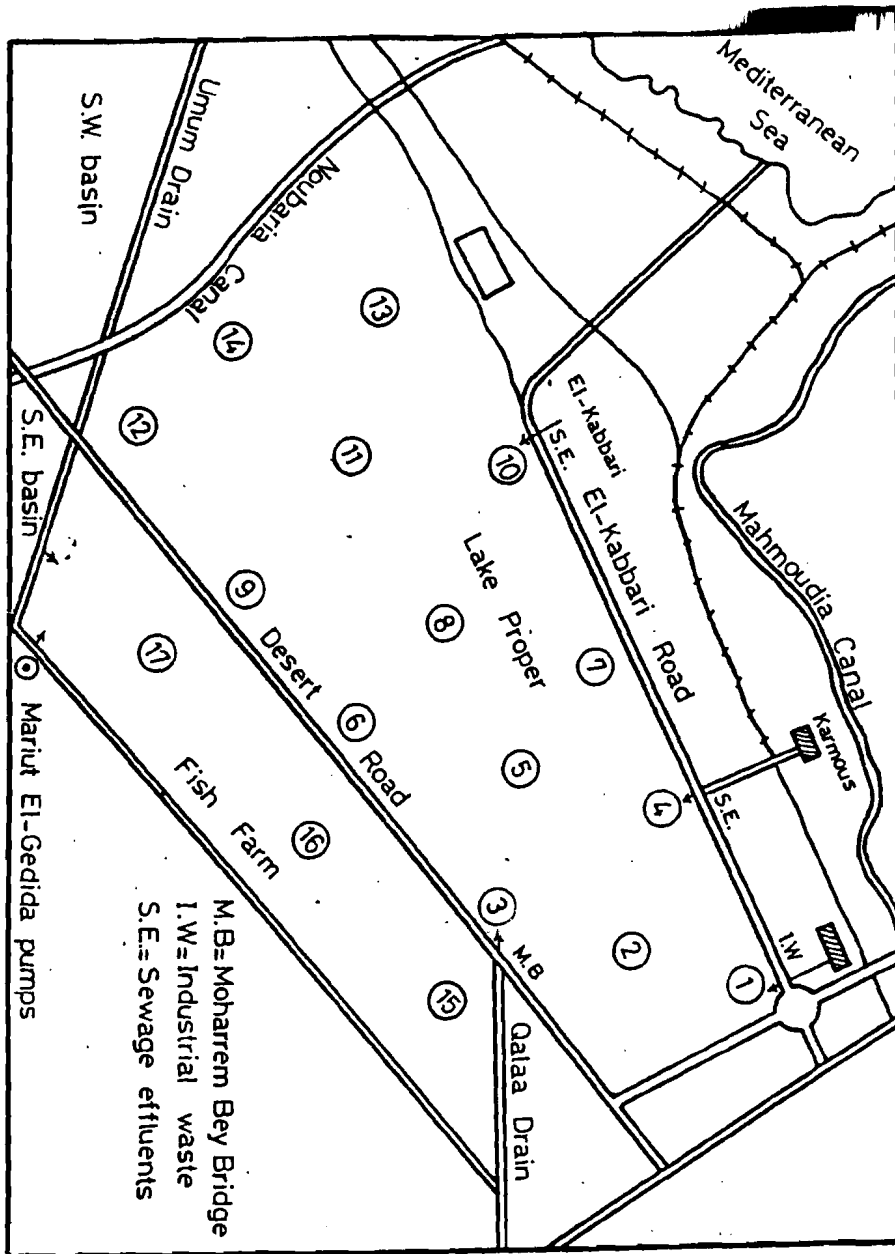 Mediterranean
Sea
Umum Drain
S.W. basin
Noubaria
Canal
Mahmoudia Canal
El-Kabbari
S.E.
El-Kabbari Road
Karmous
S.E.
I.W
Lake Proper
1
2
3
4
5
6
7
8
9
10
11
12
13
14
15
16
17
M.B
Desert
Road
S.E. basin
Fish Farm
Qalaa Drain
Mariut El-Gedida pumps
M.B=Moharrem Bey Bridge
I.W=Industrial waste
S.E.=Sewage effluents